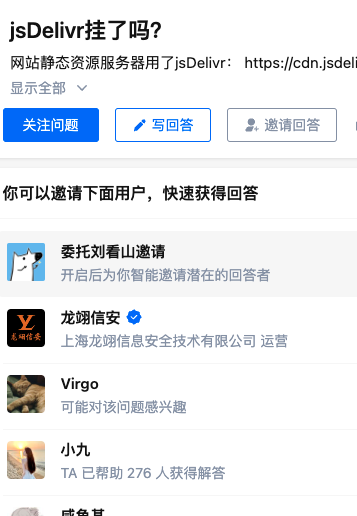 jsDelivr挂了吗?
网站静态资源服务器用了jsDelivr： https://cdn.jsdeli
显示全部
关注问题
写回答
邀请回答
你可以邀请下面用户，快速获得回答
委托刘看山邀请
开启后为你智能邀请潜在的回答者
龙翊信安
上海龙翊信息安全技术有限公司 运营
龙翊信安
Virgo
可能对该问题感兴趣
小九
TA 已帮助 276 人获得解答